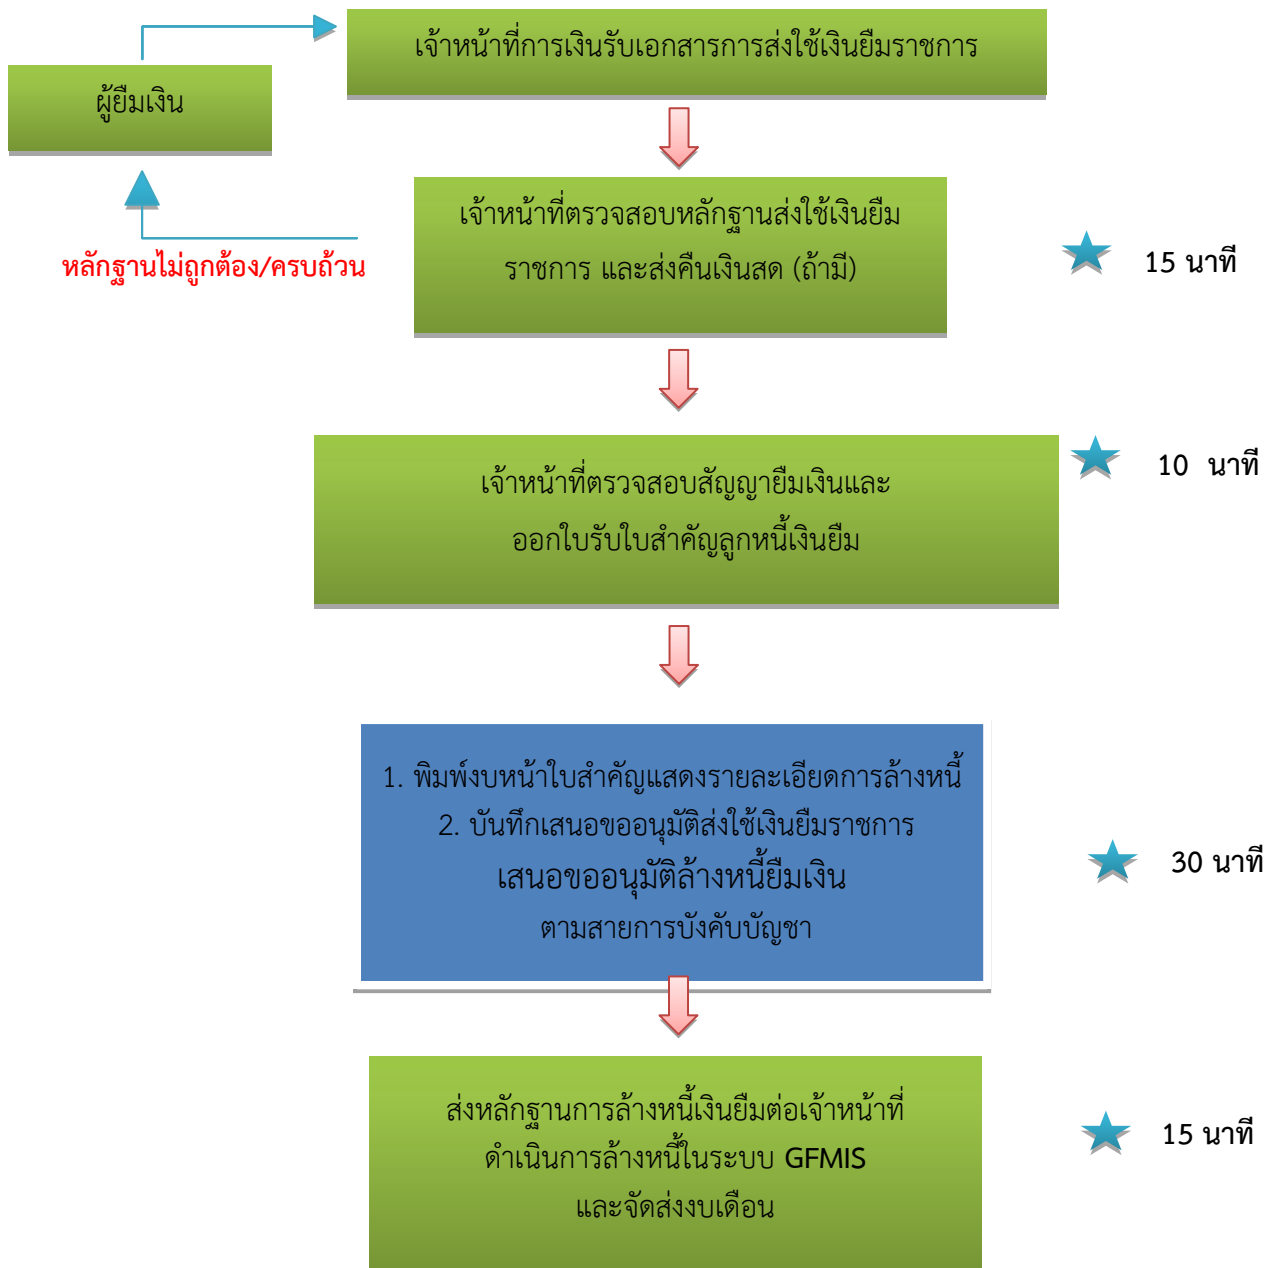 เจ้าหน้าที่การเงินรับเอกสารการส่งใช้เงินยืมราชการ
ผู้ยืมเงิน
เจ้าหน้าที่ตรวจสอบหลักฐานส่งใช้เงินยืม
ราชการ และส่งคืนเงินสด (ถ้ามี)
หลักฐานไม่ถูกต้อง/ครบถ้วน
15 นาที
เจ้าหน้าที่ตรวจสอบสัญญายืมเงินและ
ออกใบรับใบสำคัญลูกหนี้เงินยืม
10 นาที
1. พิมพ์งบหน้าใบสำคัญแสดงรายละเอียดการล้างหนี้
2. บันทึกเสนอขออนุมัติส่งใช้เงินยืมราชการ
เสนอขออนุมัติล้างหนี้ยืมเงิน
ตามสายการบังคับบัญชา
30 นาที
ส่งหลักฐานการล้างหนี้เงินยืมต่อเจ้าหน้าที่
ดำเนินการล้างหนี้ในระบบ GFMIS
และจัดส่งงบเดือน
15 นาที